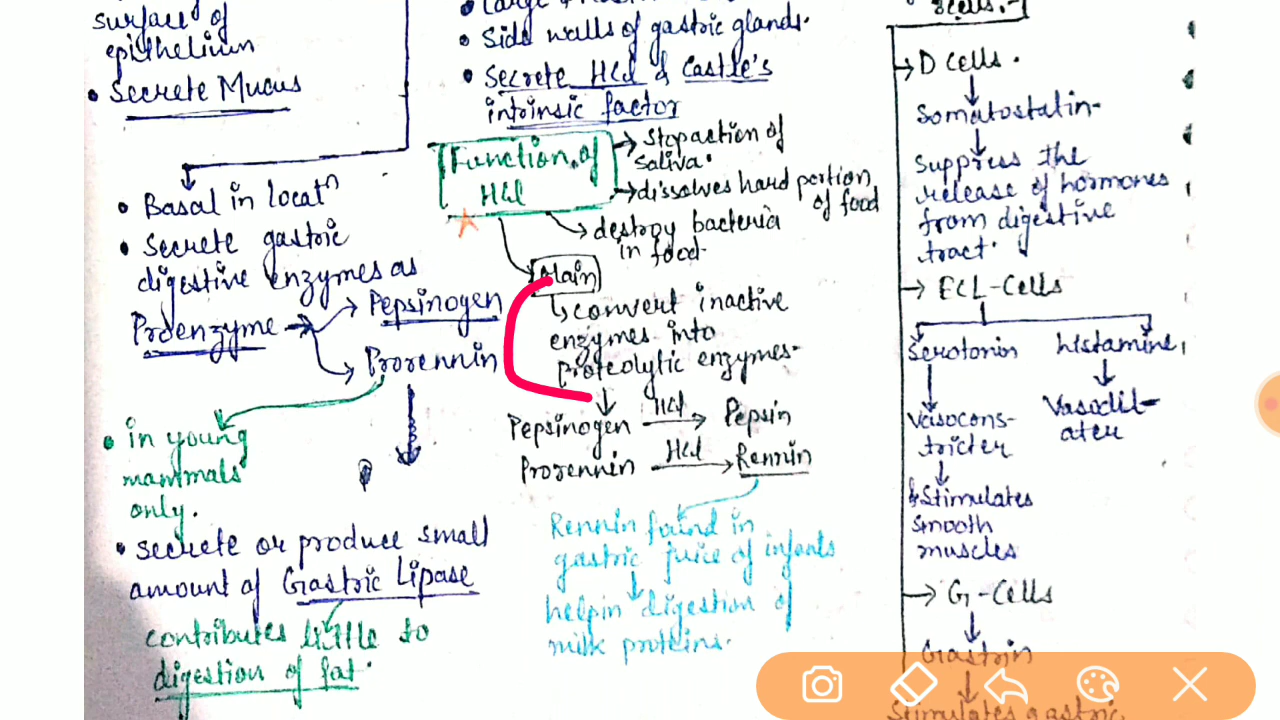 surface of
epithelium
• Secrete Mucus
• Basal in locatn
• Secrete gastric
digestive enzymes as
Proenzyme → Pepsinogen
→ Prorennin
• in young
mammals
only.
• secrete or produce small
amount of Gastric Lipase
contributes little to
digestion of fat.
• Large
• Side walls of gastric glands.
• Secrete HCl & Castle's
intrinsic factor
Function of
HCl
→ Stop action of
saliva.
→ dissolves hard portion
of food
→ destroy bacteria
in food
Main
↳ convert inactive
enzymes into
proteolytic enzymes-
↓
Pepsinogen HCl → Pepsin
Prorennin HCl → Rennin
Rennin found in
gastric juice of infants
↓
help in digestion of
milk proteins.
cells.-
→ D cells.
↓
Somatostatin-
↓
Suppress the
release of hormones
from digestive
tract.
→ ECL-Cells
Serotonin histamine,
↓ ↓
Vasocons-
tricter
Vasodil-
ater
↓
& Stimulates
smooth
muscles
→ G-Cells
↓
Gastrin
↓
Stimulates gastric